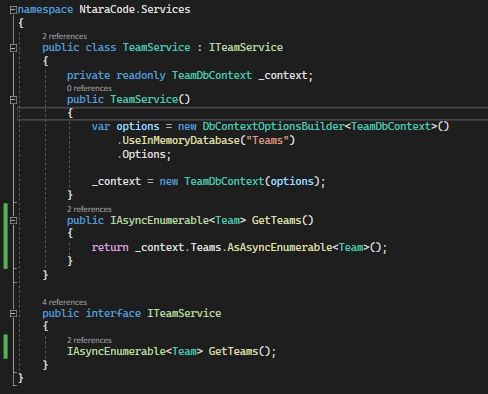 namespace NtaraCode.Services
{
2 references
public class TeamService : ITeamService
{
private readonly TeamDbContext _context;
0 references
public TeamService()
{
var options = new DbContextOptionsBuilder<TeamDbContext>()
.UseInMemoryDatabase("Teams")
.Options;
_context = new TeamDbContext(options);
}
2 references
public IAsyncEnumerable<Team> GetTeams()
{
return _context.Teams.AsAsyncEnumerable<Team>();
}
}
4 references
public interface ITeamService
{
2 references
IAsyncEnumerable<Team> GetTeams();
}
}